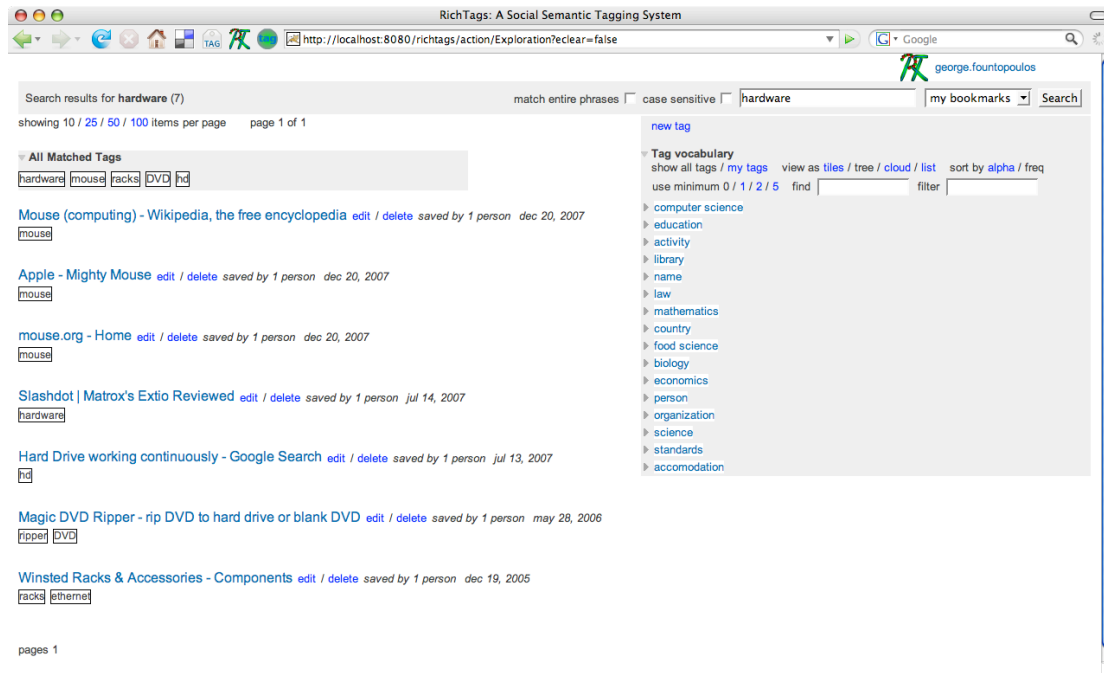 RichTags: A Social Semantic Tagging System
TAG tag http://localhost:8080/richtags/action/Exploration?eclear=false G Google
george.fountopoulos
Search results for hardware (7) match entire phrases case sensitive hardware my bookmarks Search
showing 10 / 25 / 50 / 100 items per page page 1 of 1
All Matched Tags
hardware mouse racks DVD hd
Mouse (computing) - Wikipedia, the free encyclopedia edit / delete saved by 1 person dec 20, 2007
mouse
Apple - Mighty Mouse edit / delete saved by 1 person dec 20, 2007
mouse
mouse.org - Home edit / delete saved by 1 person dec 20, 2007
mouse
Slashdot | Matrox's Extio Reviewed edit / delete saved by 1 person jul 14, 2007
hardware
Hard Drive working continuously - Google Search edit / delete saved by 1 person jul 13, 2007
hd
Magic DVD Ripper - rip DVD to hard drive or blank DVD edit / delete saved by 1 person may 28, 2006
ripper DVD
Winsted Racks & Accessories - Components edit / delete saved by 1 person dec 19, 2005
racks ethernet
pages 1
new tag
Tag vocabulary
show all tags / my tags view as tiles / tree / cloud / list sort by alpha / freq
use minimum 0 / 1 / 2 / 5 find filter
computer science
education
activity
library
name
law
mathematics
country
food science
biology
economics
person
organization
science
standards
accomodation